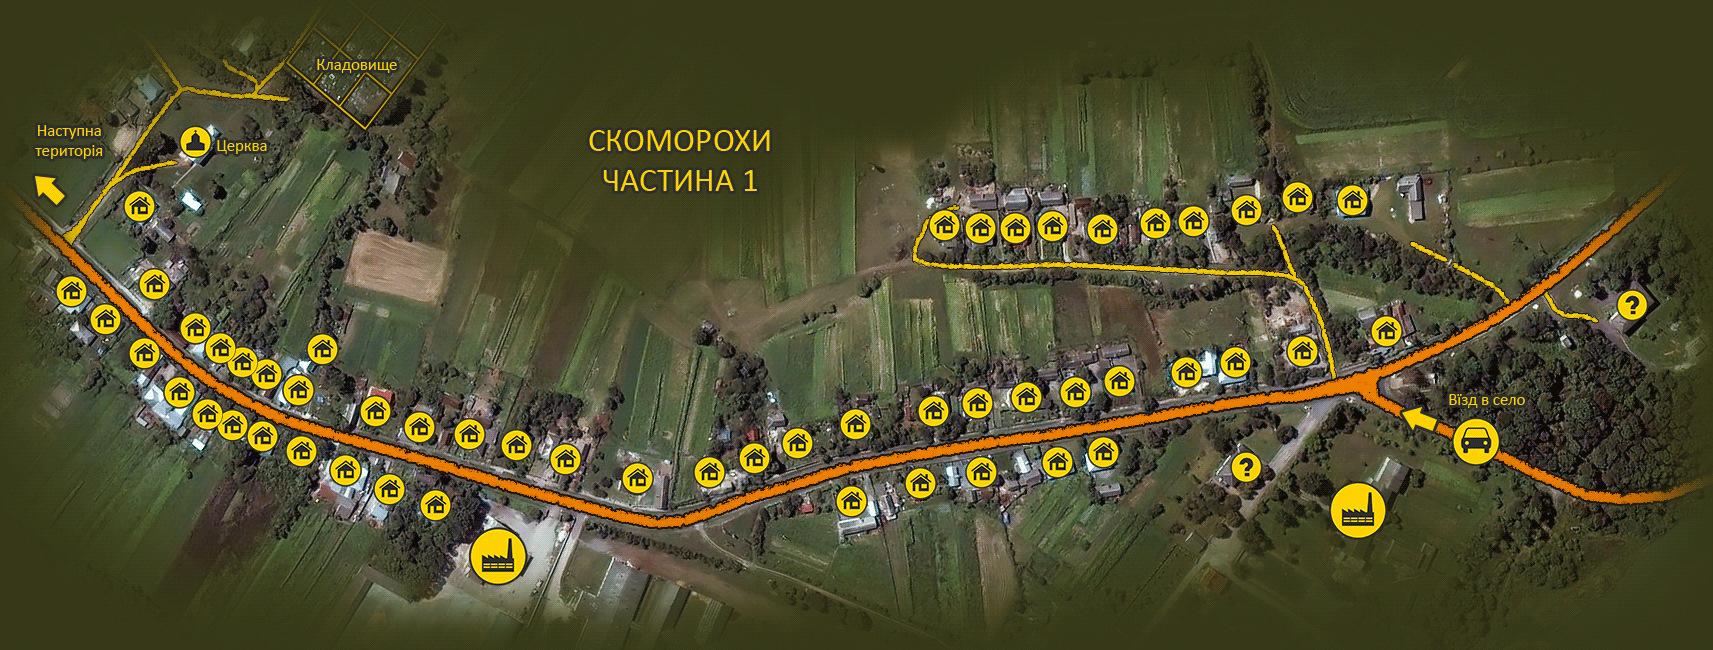 Кладовище
Наступна
територія
Церква
СКОМОРОХИ
ЧАСТИНА 1
?
Візд в село
?